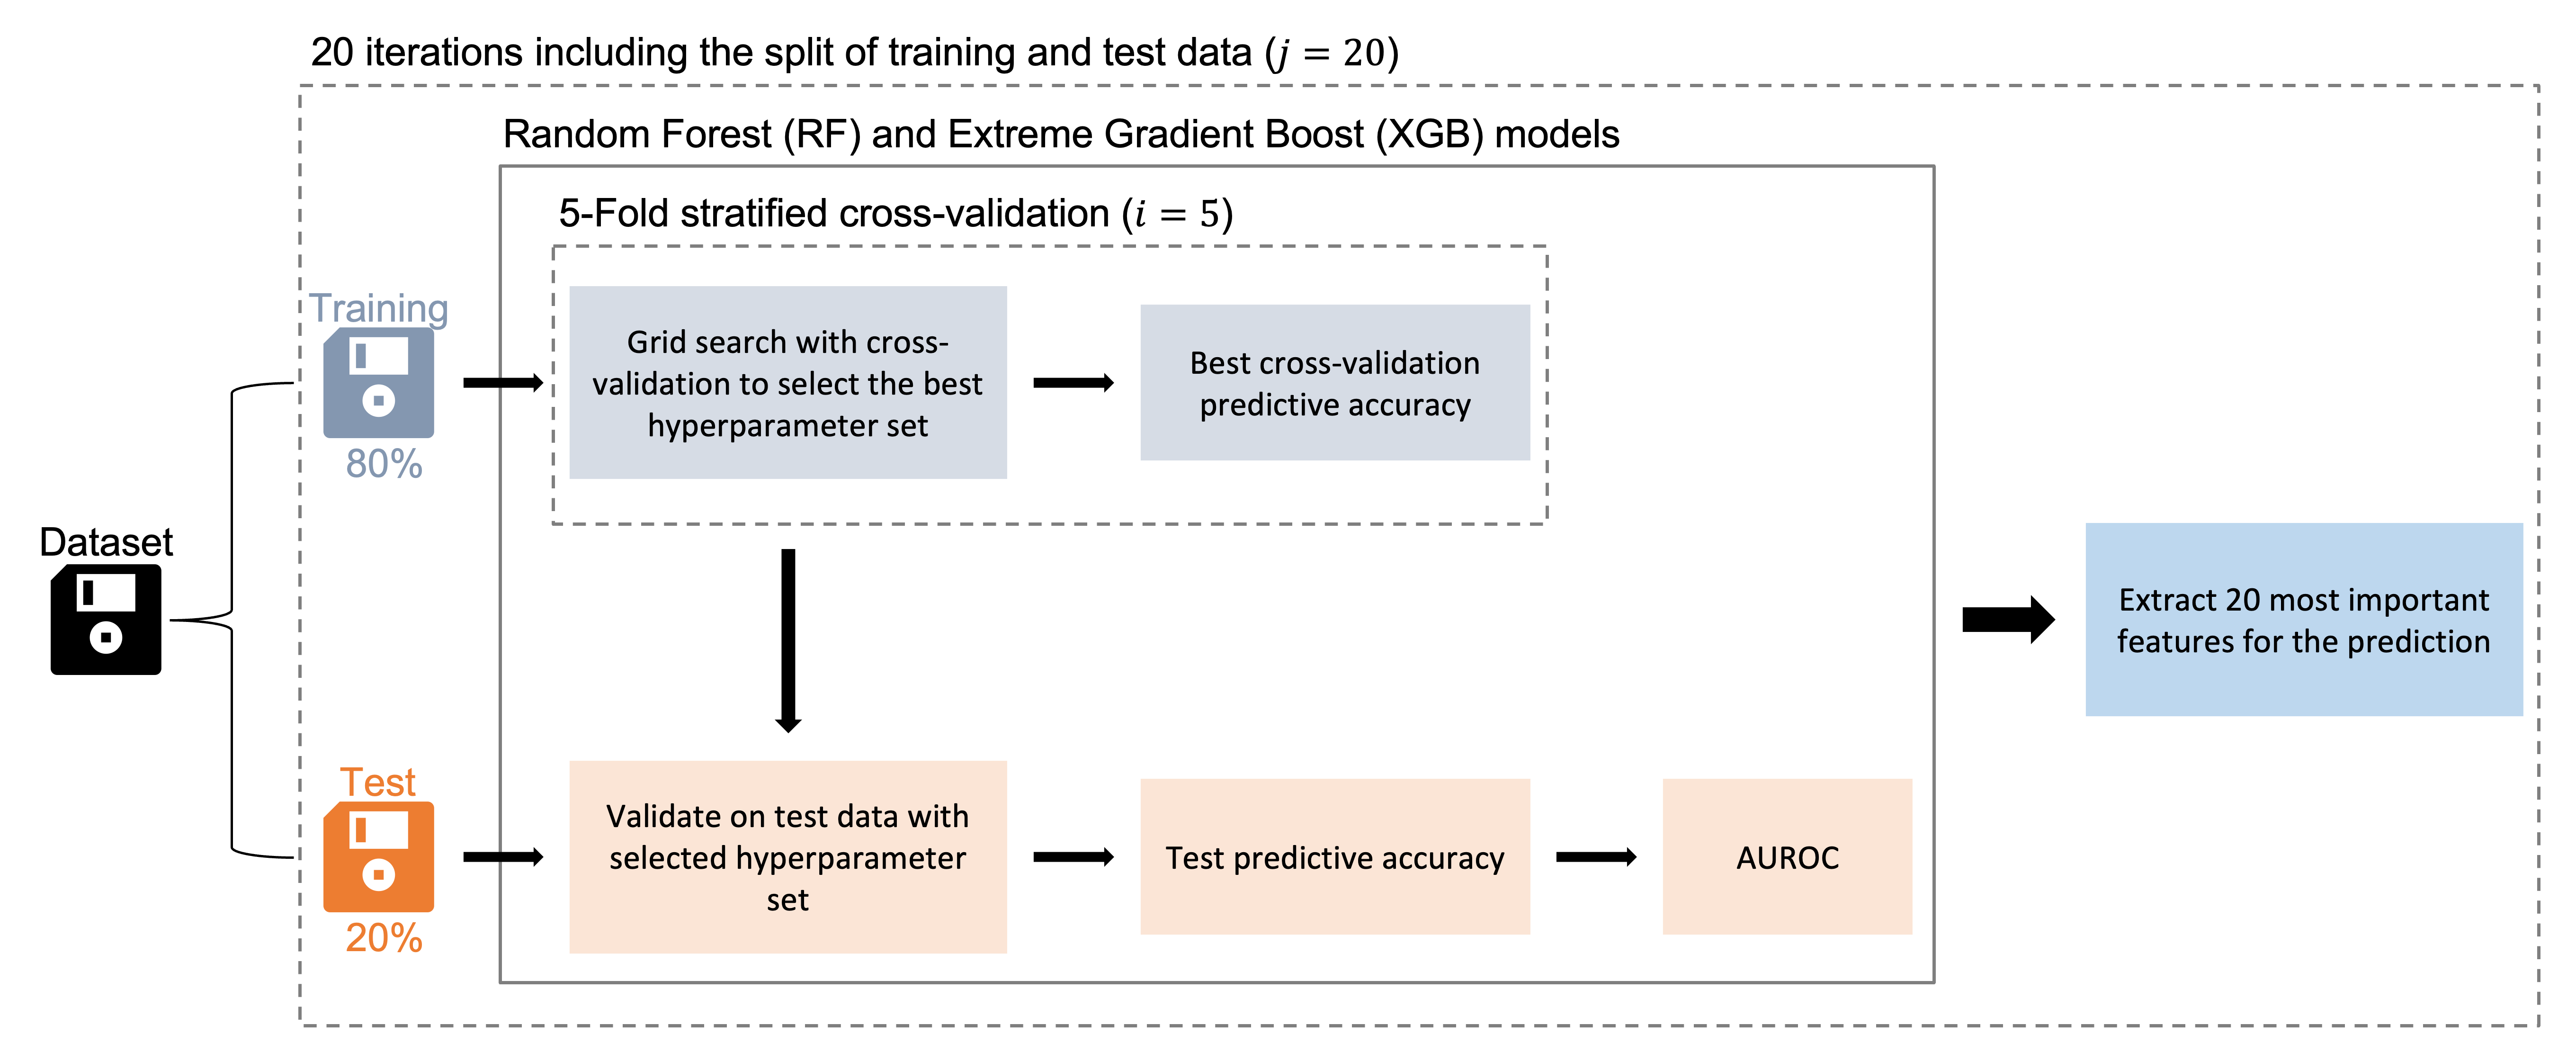 20 iterations including the split of training and test data (j = 20)
Random Forest (RF) and Extreme Gradient Boost (XGB) models
5-Fold stratified cross-validation (i = 5)
Training
80%
Grid search with cross-
validation to select the best
hyperparameter set
Best cross-validation
predictive accuracy
Dataset
Extract 20 most important
features for the prediction
Test
20%
Validate on test data with
selected hyperparameter
set
Test predictive accuracy
AUROC